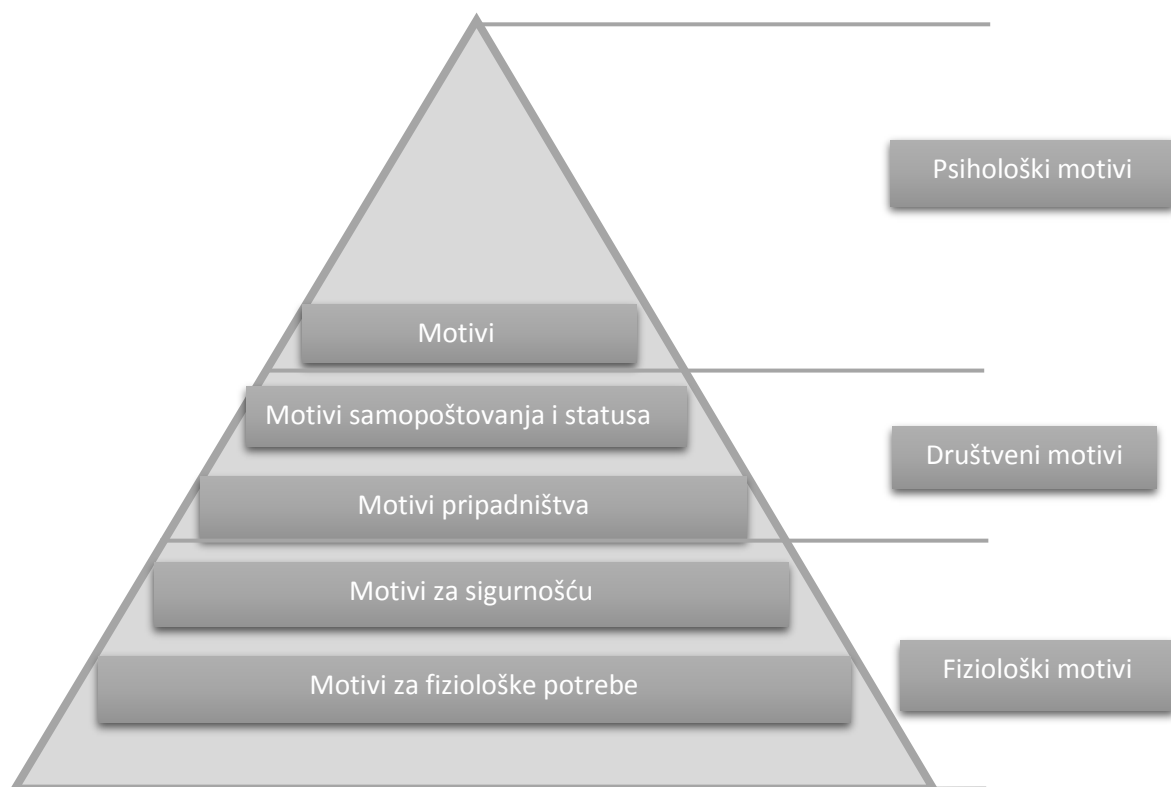 Psihološki motivi
Motivi
Motivi samopoštovanja i statusa
Društveni motivi
Motivi pripadništva
Motivi za sigurnošću
Fiziološki motivi
Motivi za fiziološke potrebe